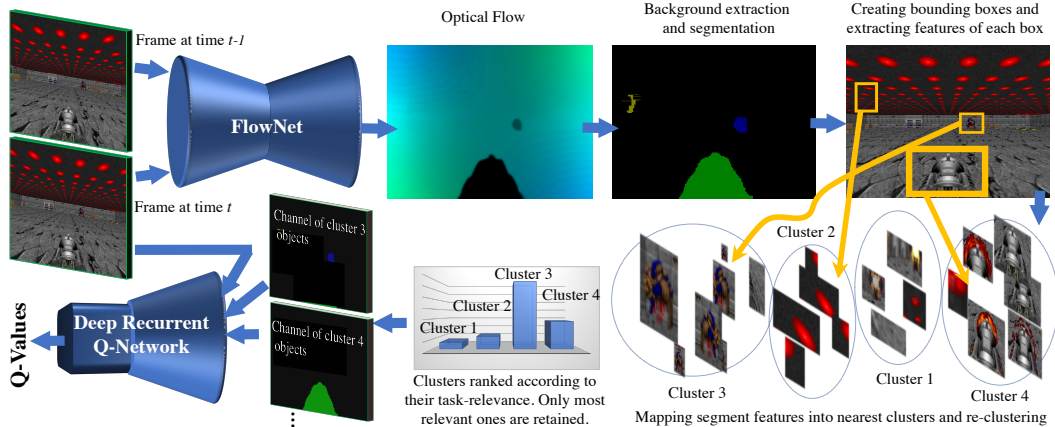 Frame at time t-1
FlowNet
Frame at time t
Optical Flow
Background extraction
and segmentation
Creating bounding boxes and
extracting features of each box
Cluster 2
Cluster 3
Cluster 1
Cluster 4
Mapping segment features into nearest clusters and re-clustering
Cluster 3
Cluster 2
Cluster 4
Cluster 1
Clusters ranked according to
their task-relevance. Only most
relevant ones are retained.
Channel of cluster 3
objects
Channel of cluster 4
objects
...
Deep Recurrent
Q-Network
Q-Values